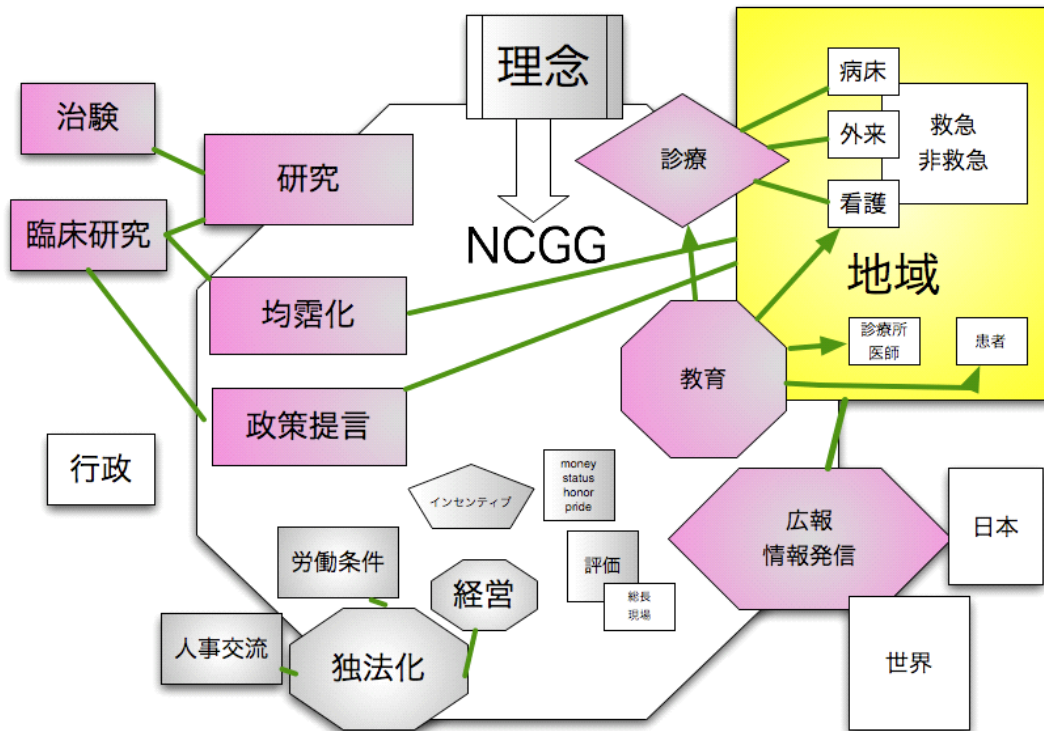 理念
病床
治験
救急
非救急
外来
診療
研究
看護
臨床研究
NCGG
地域
均霑化
診療所
医師
患者
教育
政策提言
行政
money
status
honor
pride
インセンティブ
広報
情報発信
日本
労働条件
評価
経営
総長
現場
人事交流
独法化
世界